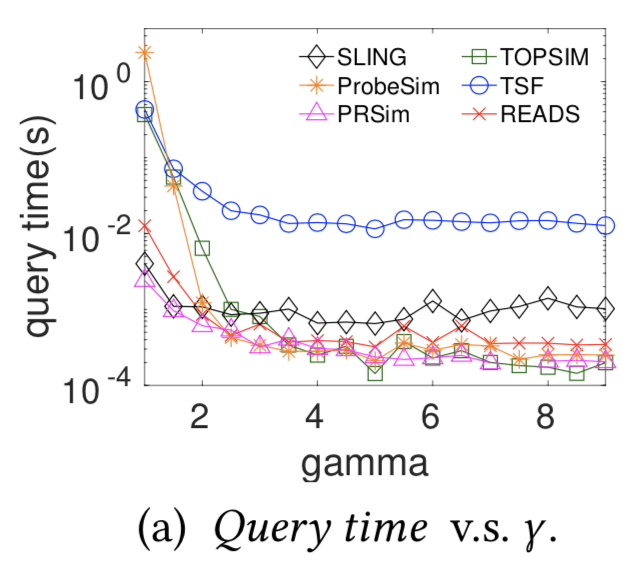 SLING TOPSIM
ProbeSim TSF
PRSim READS
query time(s)
10^0
10^-2
10^-4
2 4 6 8
gamma
(a) Query time v.s. γ.